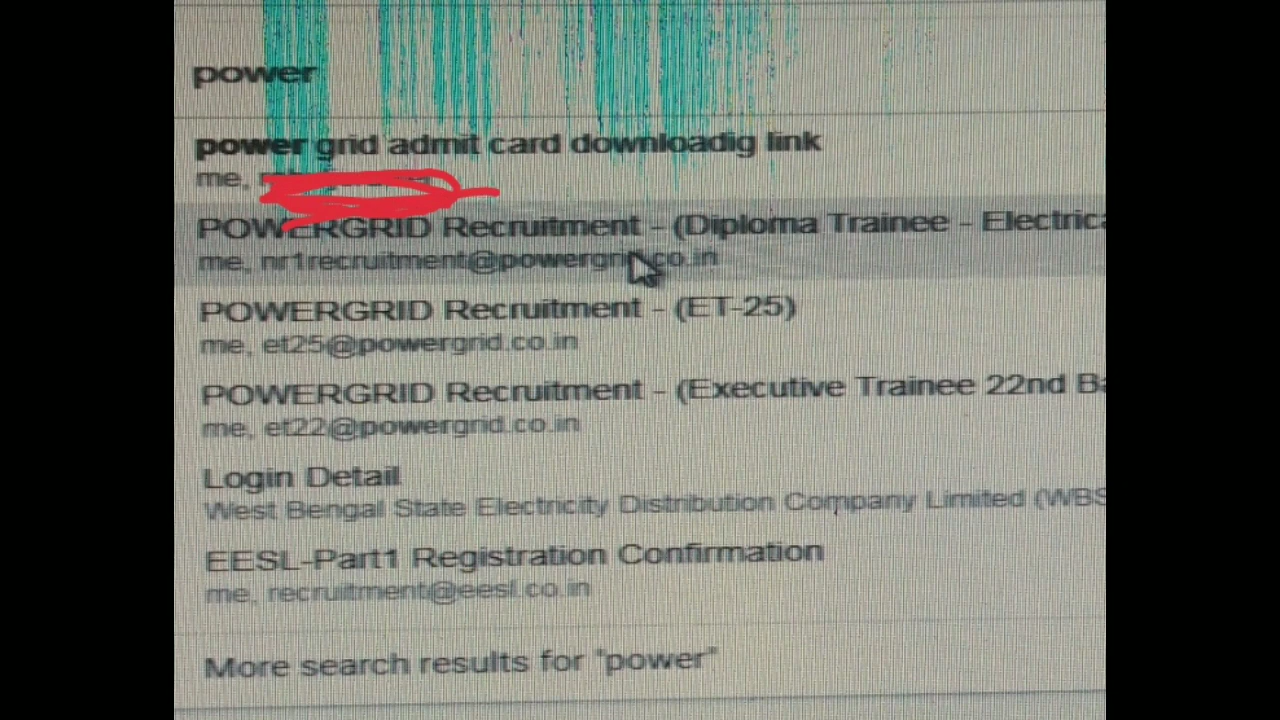 power
power grid admit card downloadig link
me,
POWERGRID Recruitment - (Diploma Trainee - Electrica
me, nr1recruitment@powergrid.co.in
POWERGRID Recruitment - (ET-25)
me, et25@powergrid.co.in
POWERGRID Recruitment - (Executive Trainee 22nd Ba
me, et22@powergrid.co.in
Login Detail
West Bengal State Electricity Distribution Company Limited (WBS
EESL-Part1 Registration Confirmation
me, recruitment@eesl.co.in
More search results for "power"